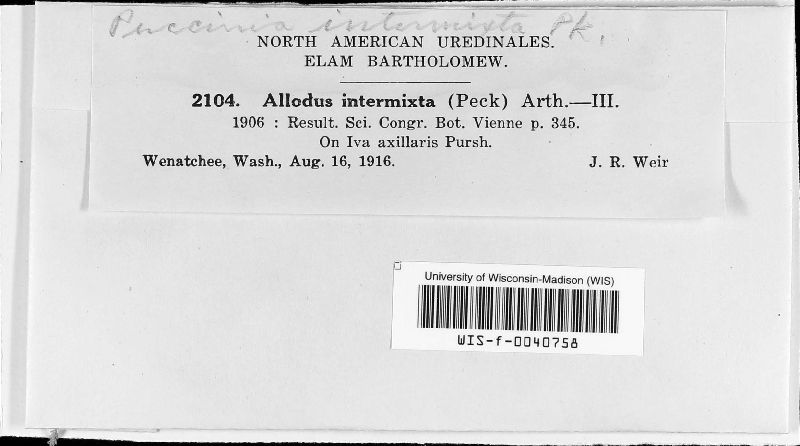 Puccinia intermixta Pk.
NORTH AMERICAN UREDINALES.
ELAM BARTHOLOMEW.
2104. Allodus intermixta (Peck) Arth.—III.
1906 : Result. Sci. Congr. Bot. Vienne p. 345.
On Iva axillaris Pursh.
Wenatchee, Wash., Aug. 16, 1916. J. R. Weir
University of Wisconsin-Madison (WIS)
WIS-f-0040758